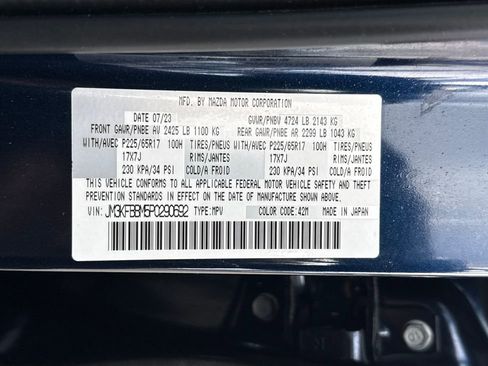 MFD. BY MAZDA MOTOR CORPORATION
DATE 07/23 GVWR/PNBV 4724 LB 2143 KG
FRONT GAWR/PNBE AV 2425 LB 1100 KG REAR GAWR/PNBE AR 2299 LB 1043 KG
WITH/AVEC P225/65R17 100H TIRES/PNEUS WITH/AVEC P225/65R17 100H TIRES/PNEUS
17X7J RIMS/JANTES 17X7J RIMS/JANTES
230 KPA/34 PSI COLD/A FROID 230 KPA/34 PSI COLD/A FROID
THIS VEHICLE CONFORMS TO ALL APPLICABLE FEDERAL MOTOR VEHICLE SAFETY AND THEFT
PREVENTION STANDARDS IN EFFECT ON THE DATE OF MANUFACTURE SHOWN ABOVE.
VIN: JM3KFBBM5P0290692 TYPE:MPV COLOR CODE: 42M MADE IN JAPAN